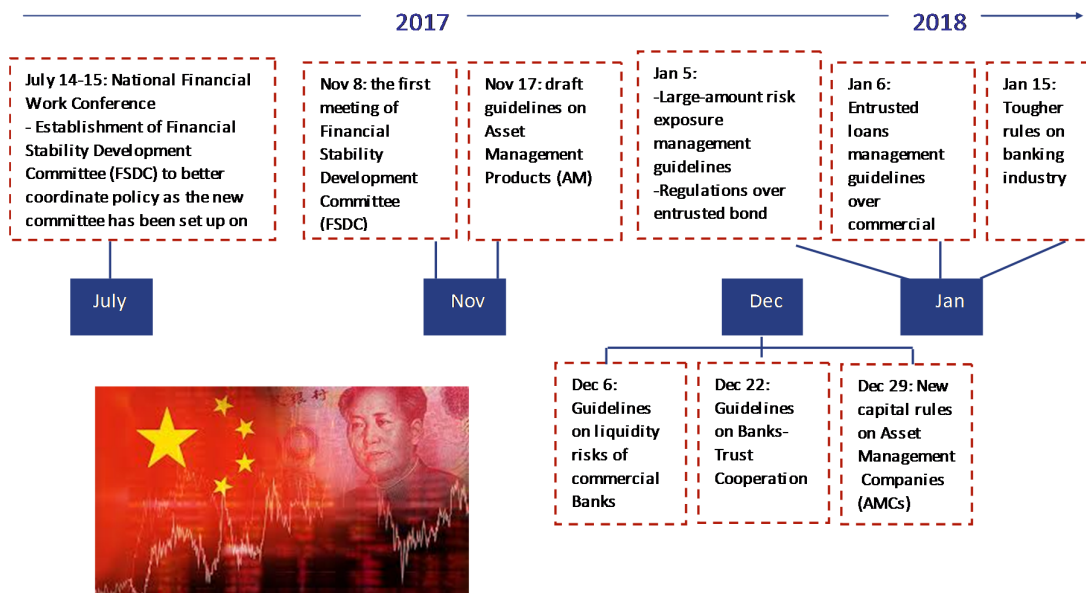 2017
2018
July 14-15: National Financial
Work Conference
- Establishment of Financial
Stability Development
Committee (FSDC) to better
coordinate policy as the new
committee has been set up on
Nov 8: the first
meeting of
Financial
Stability
Development
Committee
(FSDC)
Nov 17: draft
guidelines on
Asset
Management
Products (AM)
Jan 5:
-Large-amount risk
exposure
management
guidelines
-Regulations over
entrusted bond
Jan 6:
Entrusted
loans
management
guidelines
over
commercial
Jan 15:
Tougher
rules on
banking
industry
July
Nov
Dec
Jan
Dec 6:
Guidelines
on liquidity
risks of
commercial
Banks
Dec 22:
Guidelines
on Banks-
Trust
Cooperation
Dec 29: New
capital rules
on Asset
Management
Companies
(AMCs)